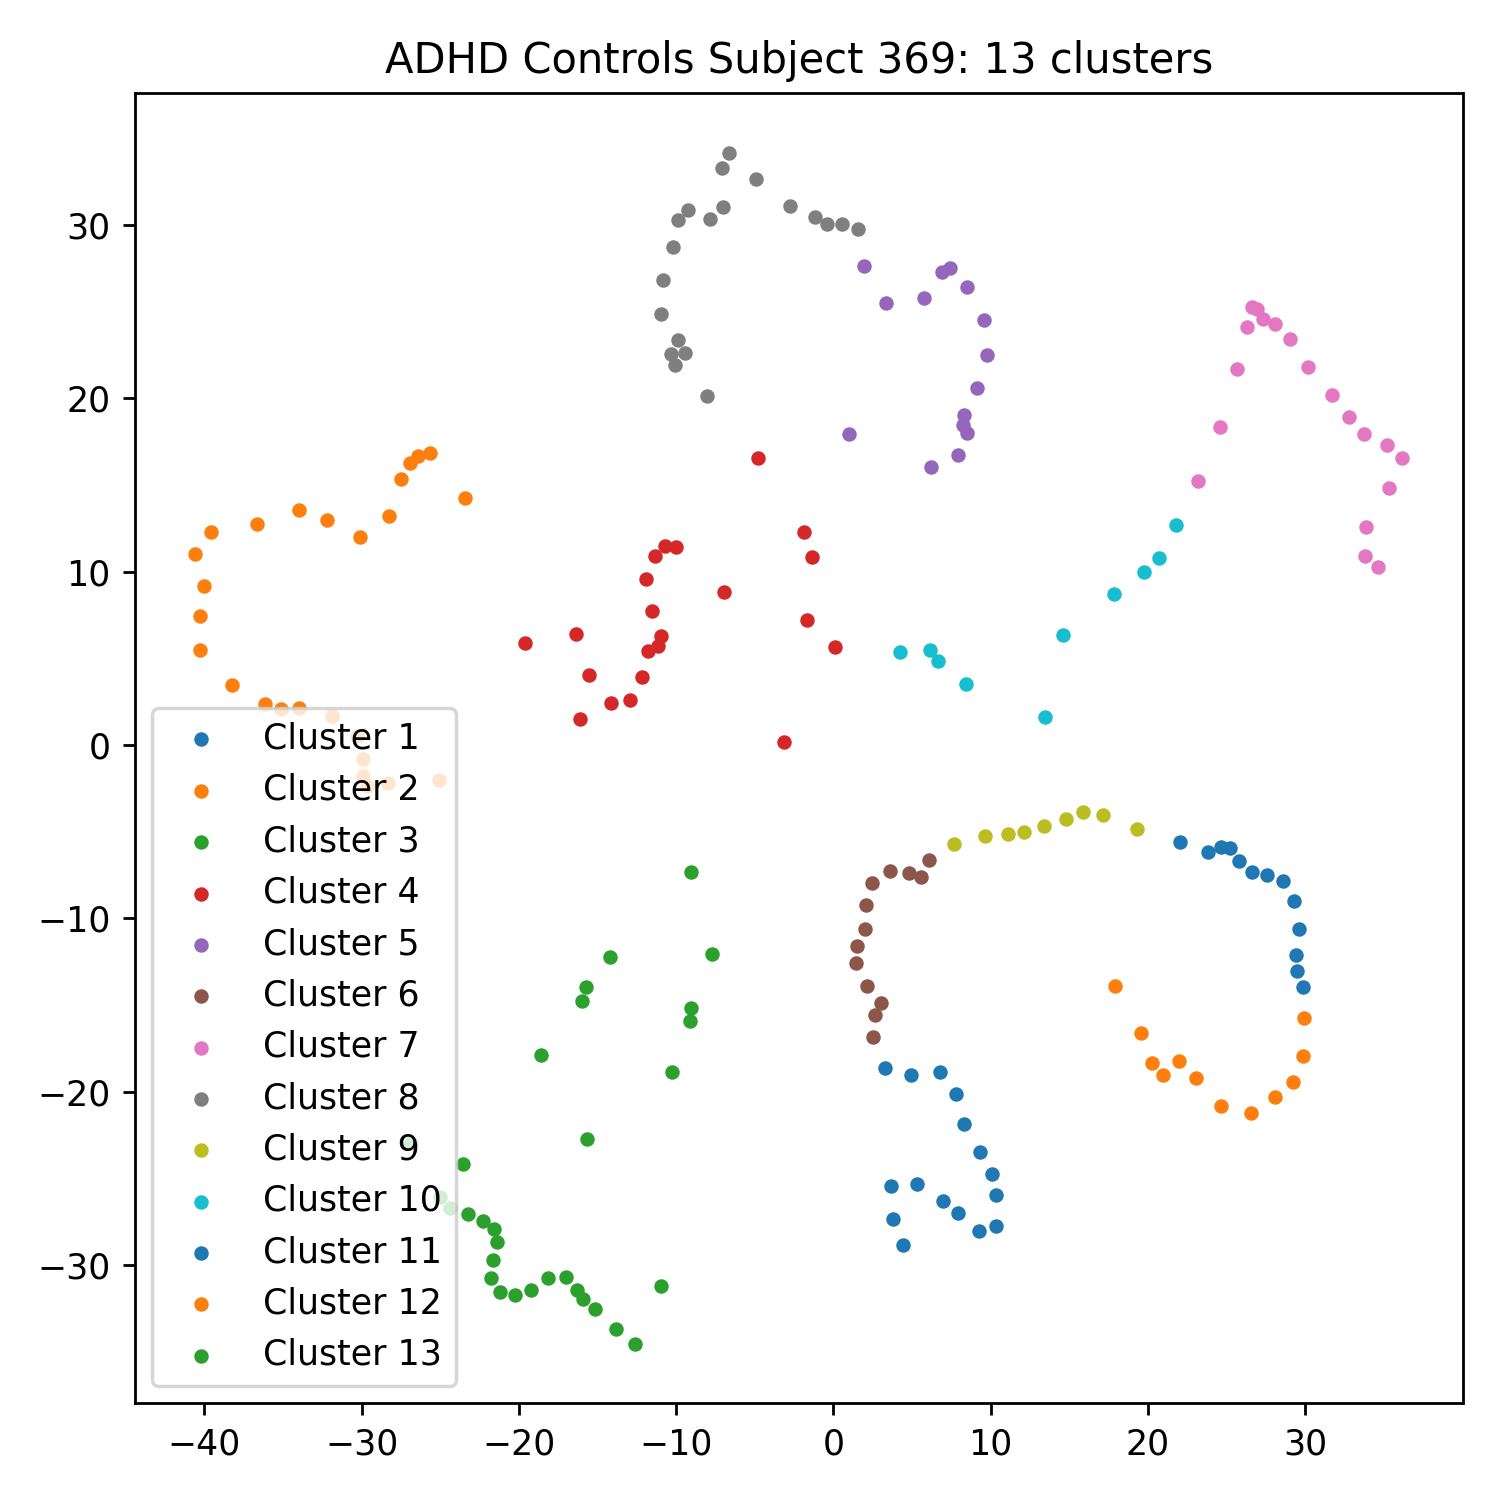 ADHD Controls Subject 369: 13 clusters
30
20
10
0
−10
−20
−30
Cluster 1
Cluster 2
Cluster 3
Cluster 4
Cluster 5
Cluster 6
Cluster 7
Cluster 8
Cluster 9
Cluster 10
Cluster 11
Cluster 12
Cluster 13
−40 −30 −20 −10 0 10 20 30